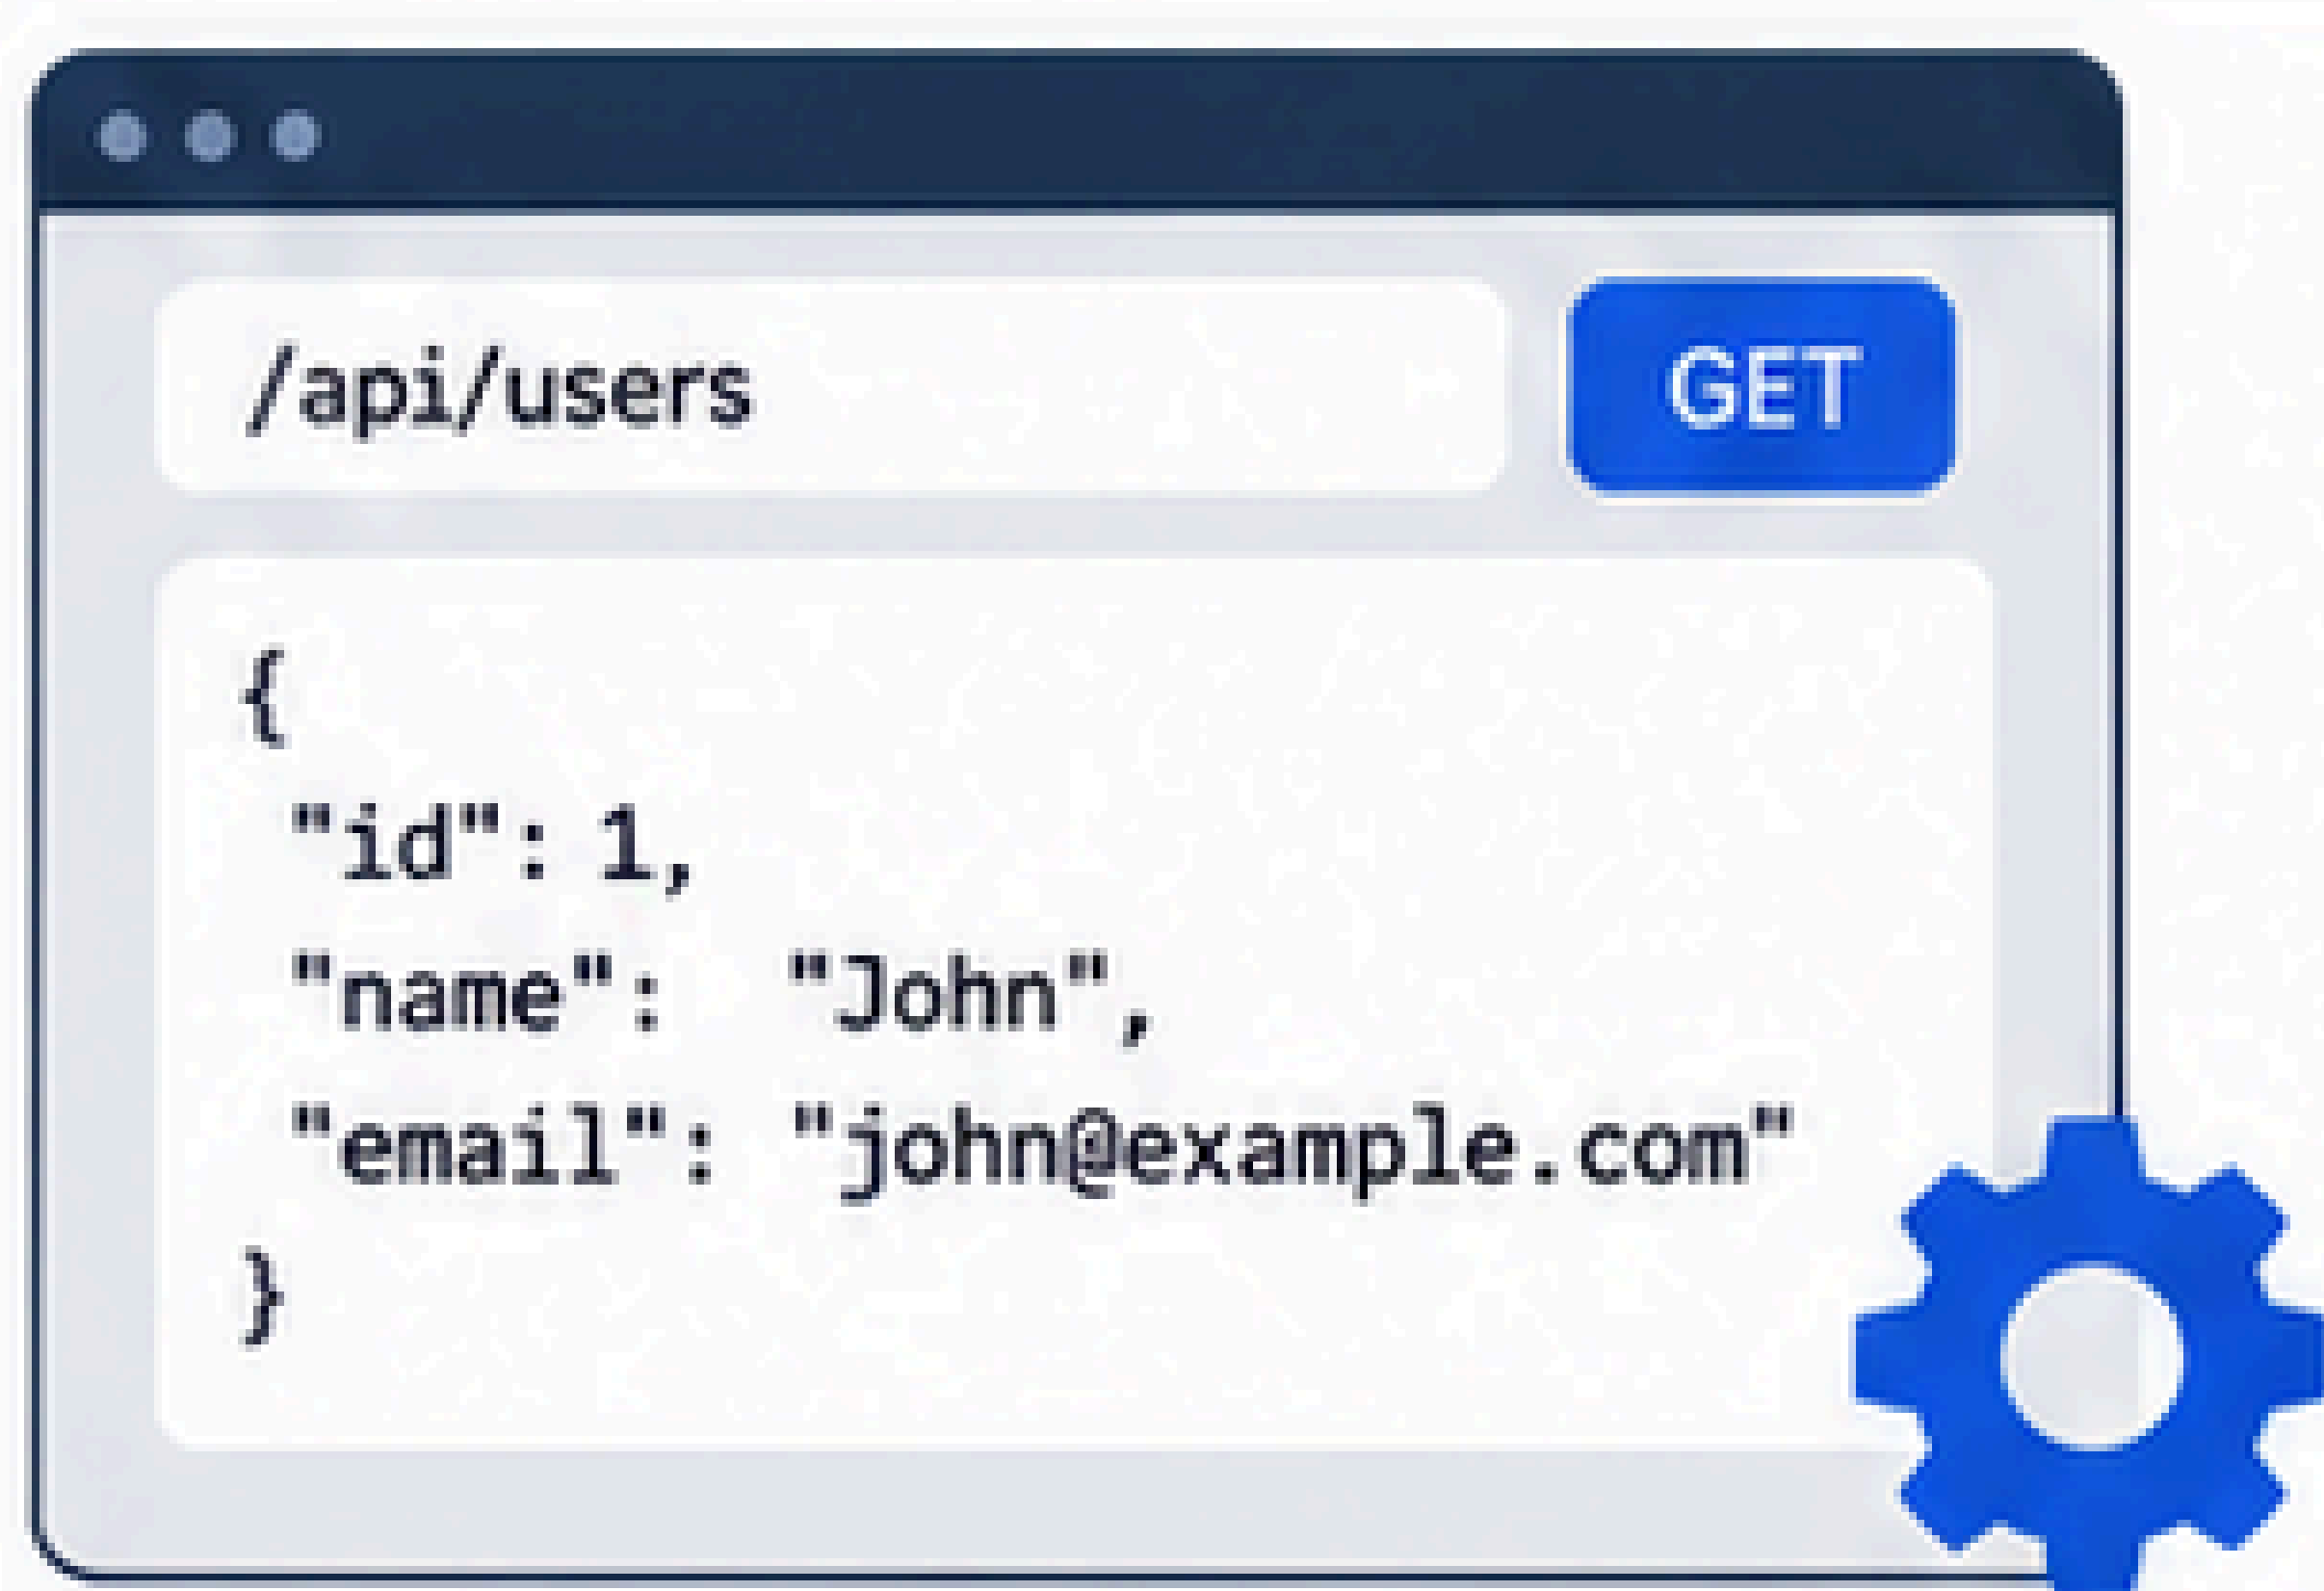 /api/users
GET
{
"id": 1,
"name": "John",
"email": "john@example.com"
}